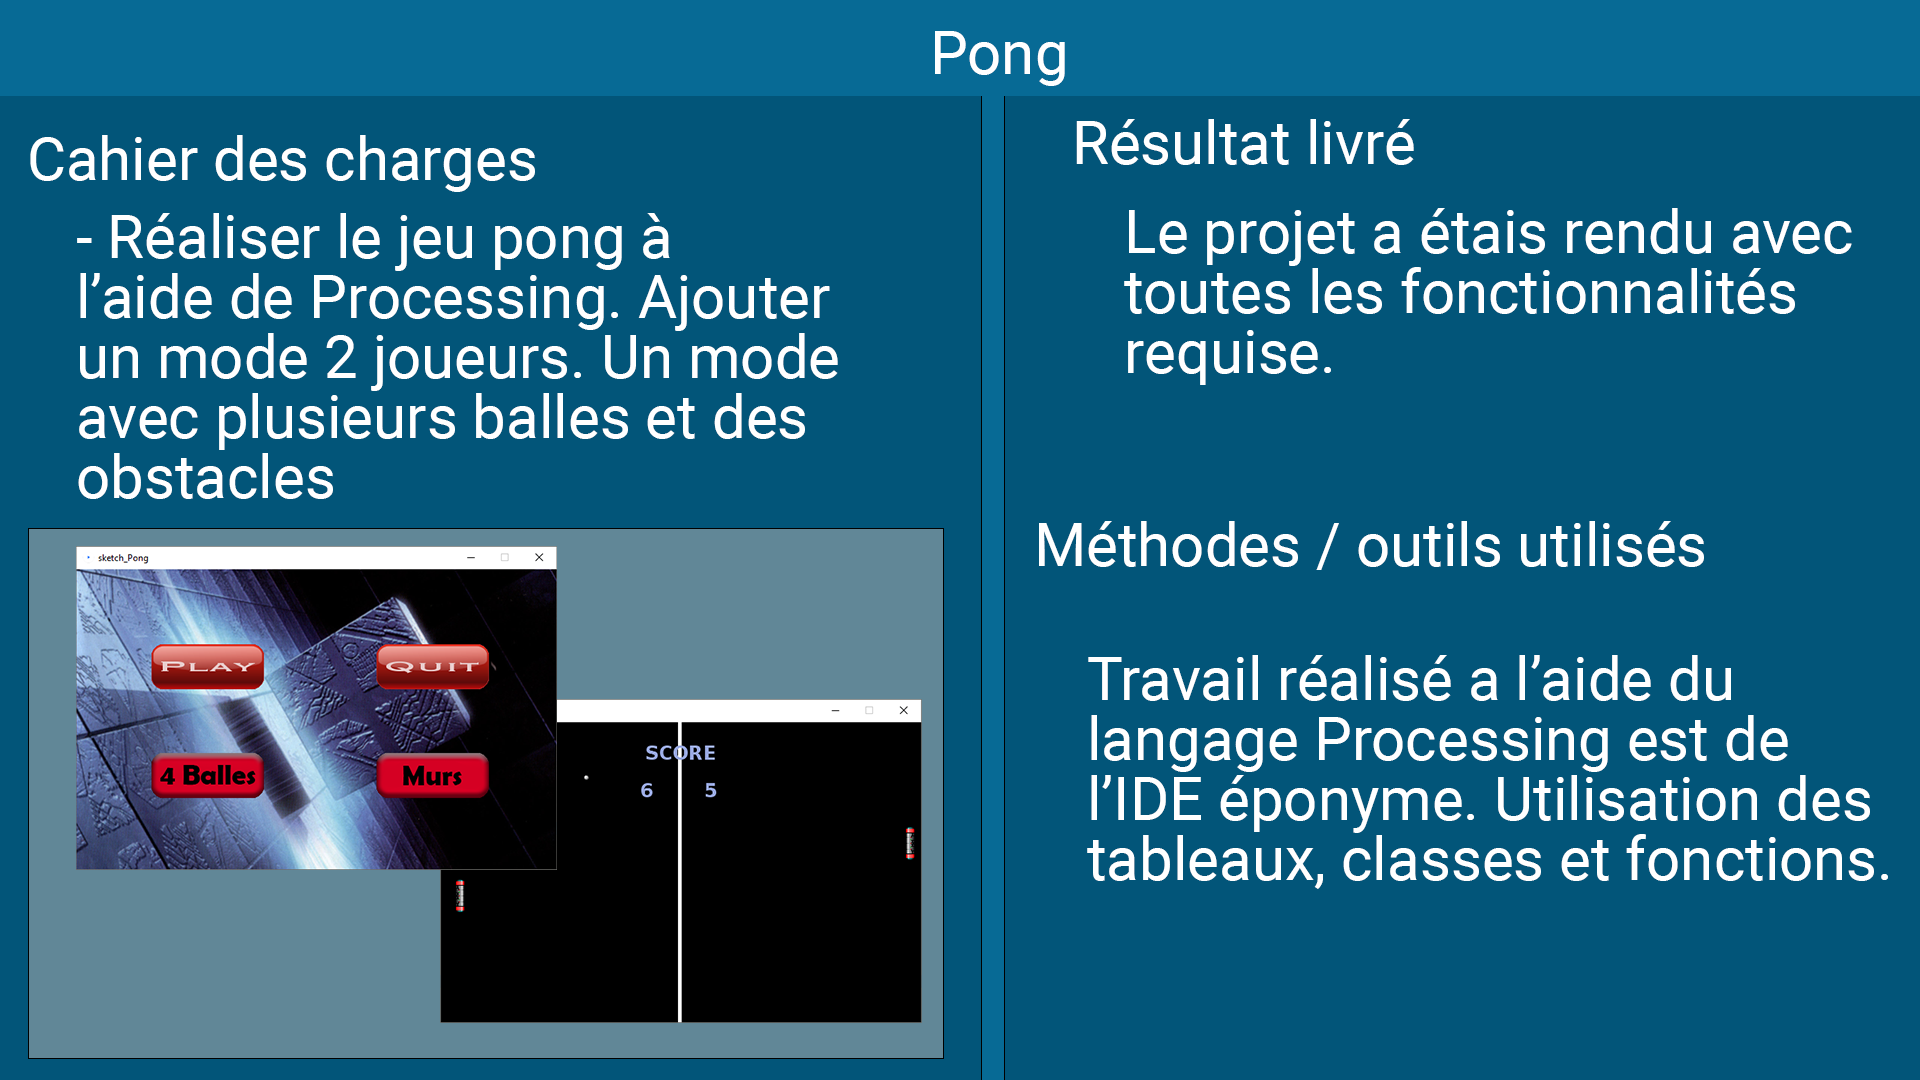 Pong
Cahier des charges
- Réaliser le jeu pong à
l’aide de Processing. Ajouter
un mode 2 joueurs. Un mode
avec plusieurs balles et des
obstacles
sketch_Pong
PLAY
QUIT
4 Balles
Murs
SCORE
6 5
Résultat livré
Le projet a étais rendu avec
toutes les fonctionnalités
requise.
Méthodes / outils utilisés
Travail réalisé a l’aide du
langage Processing est de
l’IDE éponyme. Utilisation des
tableaux, classes et fonctions.